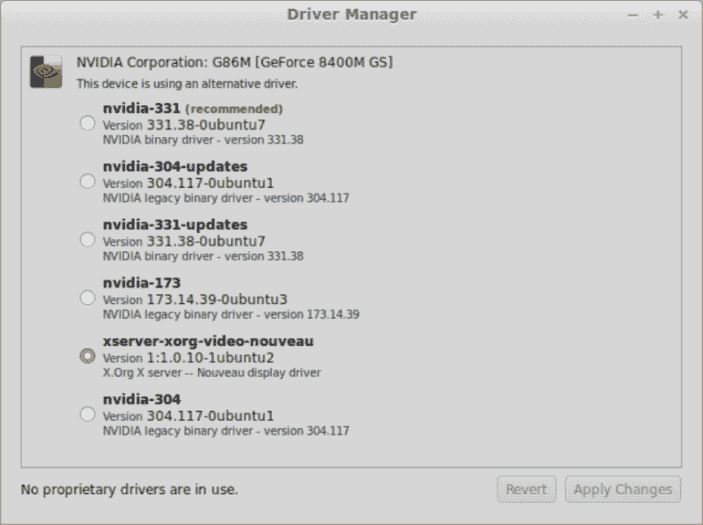 Driver Manager
NVIDIA Corporation: G86M [GeForce 8400M GS]
This device is using an alternative driver.
nvidia-331 (recommended)
Version 331.38-0ubuntu7
NVIDIA binary driver - version 331.38
nvidia-304-updates
Version 304.117-0ubuntu1
NVIDIA legacy binary driver - version 304.117
nvidia-331-updates
Version 331.38-0ubuntu7
NVIDIA binary driver - version 331.38
nvidia-173
Version 173.14.39-0ubuntu3
NVIDIA legacy binary driver - version 173.14.39
xserver-xorg-video-nouveau
Version 1:1.0.10-1ubuntu2
X.Org X server -- Nouveau display driver
nvidia-304
Version 304.117-0ubuntu1
NVIDIA legacy binary driver - version 304.117
No proprietary drivers are in use. Revert Apply Changes